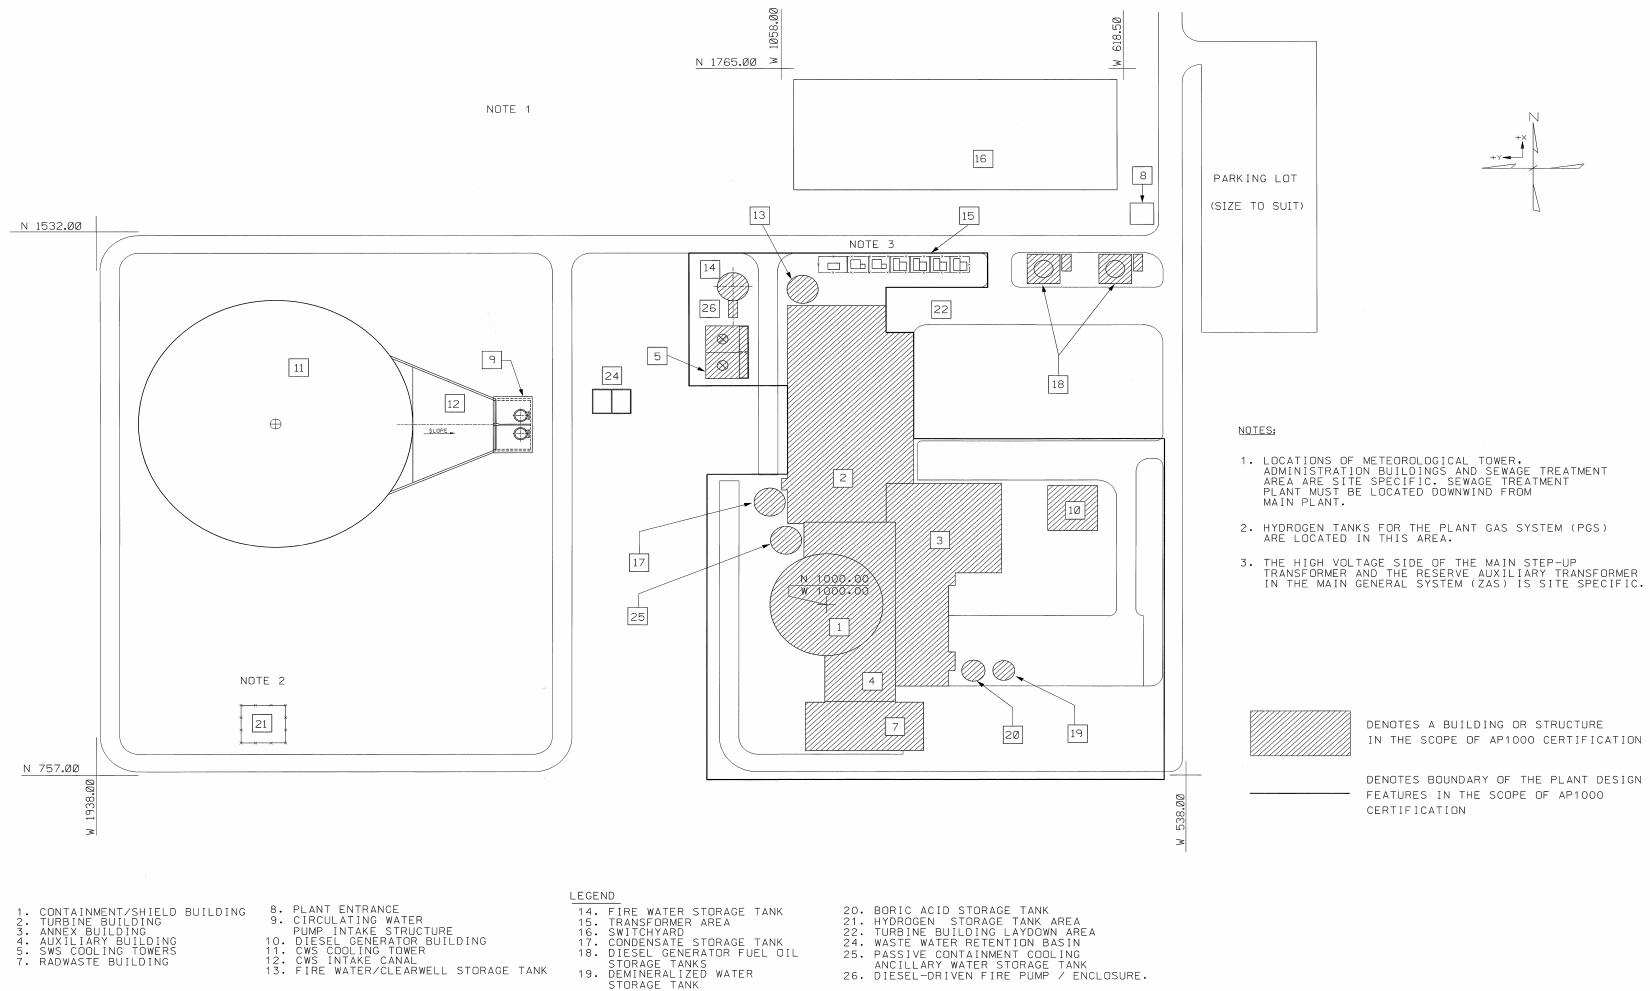 W 1058.00
W 618.50
N 1765.00
NOTE 1
N
+X
+Y
16
8
PARKING LOT
(SIZE TO SUIT)
N 1532.00
13
15
NOTE 3
14
26
22
5
9
11
24
12
18
SLOPE
2
10
3
17
25
N 1000.00
W 1000.00
1
4
7
20
19
NOTE 2
21
N 757.00
W 1938.00
W 538.00
NOTES:
1. LOCATIONS OF METEOROLOGICAL TOWER.
ADMINISTRATION BUILDINGS AND SEWAGE TREATMENT
AREA ARE SITE SPECIFIC. SEWAGE TREATMENT
PLANT MUST BE LOCATED DOWNWIND FROM
MAIN PLANT.
2. HYDROGEN TANKS FOR THE PLANT GAS SYSTEM (PGS)
ARE LOCATED IN THIS AREA.
3. THE HIGH VOLTAGE SIDE OF THE MAIN STEP-UP
TRANSFORMER AND THE RESERVE AUXILIARY TRANSFORMER
IN THE MAIN GENERAL SYSTEM (ZAS) IS SITE SPECIFIC.
DENOTES A BUILDING OR STRUCTURE
IN THE SCOPE OF AP1000 CERTIFICATION
DENOTES BOUNDARY OF THE PLANT DESIGN
FEATURES IN THE SCOPE OF AP1000
CERTIFICATION
LEGEND
1. CONTAINMENT/SHIELD BUILDING
2. TURBINE BUILDING
3. ANNEX BUILDING
4. AUXILIARY BUILDING
5. SWS COOLING TOWERS
7. RADWASTE BUILDING
8. PLANT ENTRANCE
9. CIRCULATING WATER
PUMP INTAKE STRUCTURE
10. DIESEL GENERATOR BUILDING
11. CWS COOLING TOWER
12. CWS INTAKE CANAL
13. FIRE WATER/CLEARWELL STORAGE TANK
14. FIRE WATER STORAGE TANK
15. TRANSFORMER AREA
16. SWITCHYARD
17. CONDENSATE STORAGE TANK
18. DIESEL GENERATOR FUEL OIL
STORAGE TANKS
19. DEMINERALIZED WATER
STORAGE TANK
20. BORIC ACID STORAGE TANK
21. HYDROGEN STORAGE TANK AREA
22. TURBINE BUILDING LAYDOWN AREA
24. WASTE WATER RETENTION BASIN
25. PASSIVE CONTAINMENT COOLING
ANCILLARY WATER STORAGE TANK
26. DIESEL-DRIVEN FIRE PUMP / ENCLOSURE.